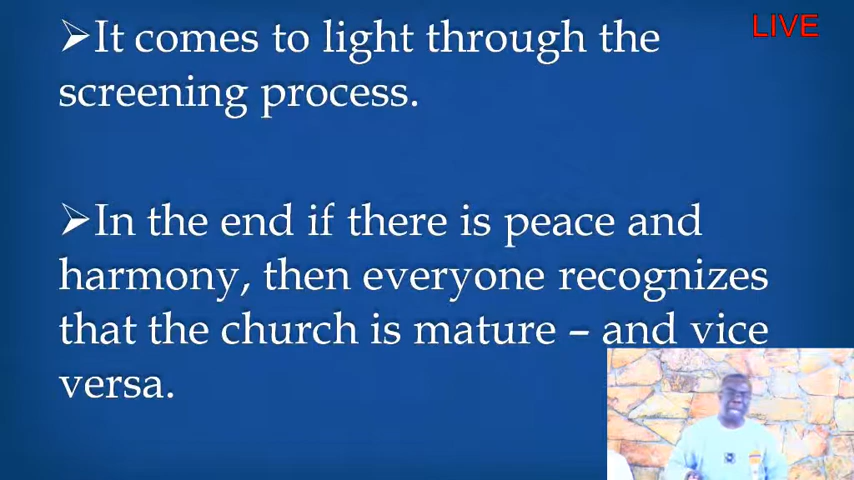 ➢It comes to light through the
LIVE
screening process.
➢In the end if there is peace and
harmony, then everyone recognizes
that the church is mature – and vice
versa.